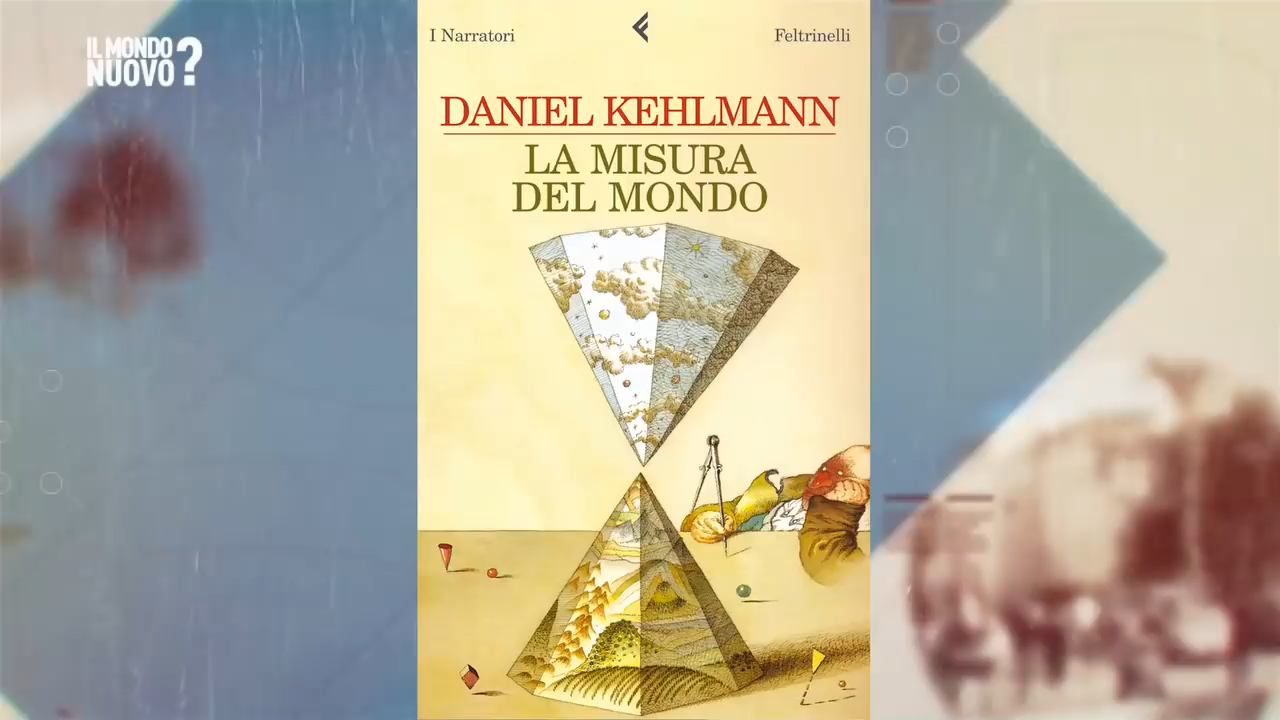 IL MONDO
NUOVO?
I Narratori
Feltrinelli
DANIEL KEHLMANN
LA MISURA
DEL MONDO